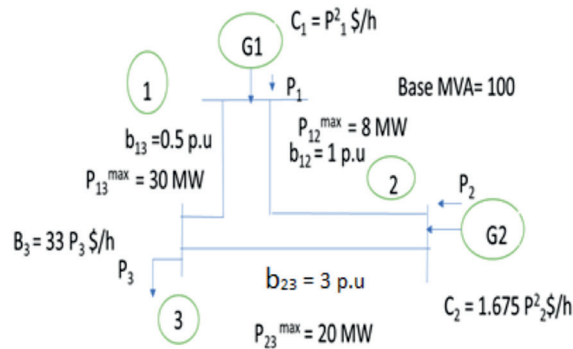 C₁ = P²₁ $/h
G1
1
P₁
Base MVA= 100
b₁₃ =0.5 p.u
P₁₂ᵐᵃˣ = 8 MW
b₁₂ = 1 p.u
P₁₃ᵐᵃˣ = 30 MW
2
P₂
G2
B₃ = 33 P₃ $/h
P₃
b₂₃ = 3 p.u
C₂ = 1.675 P²₂$/h
3
P₂₃ᵐᵃˣ = 20 MW